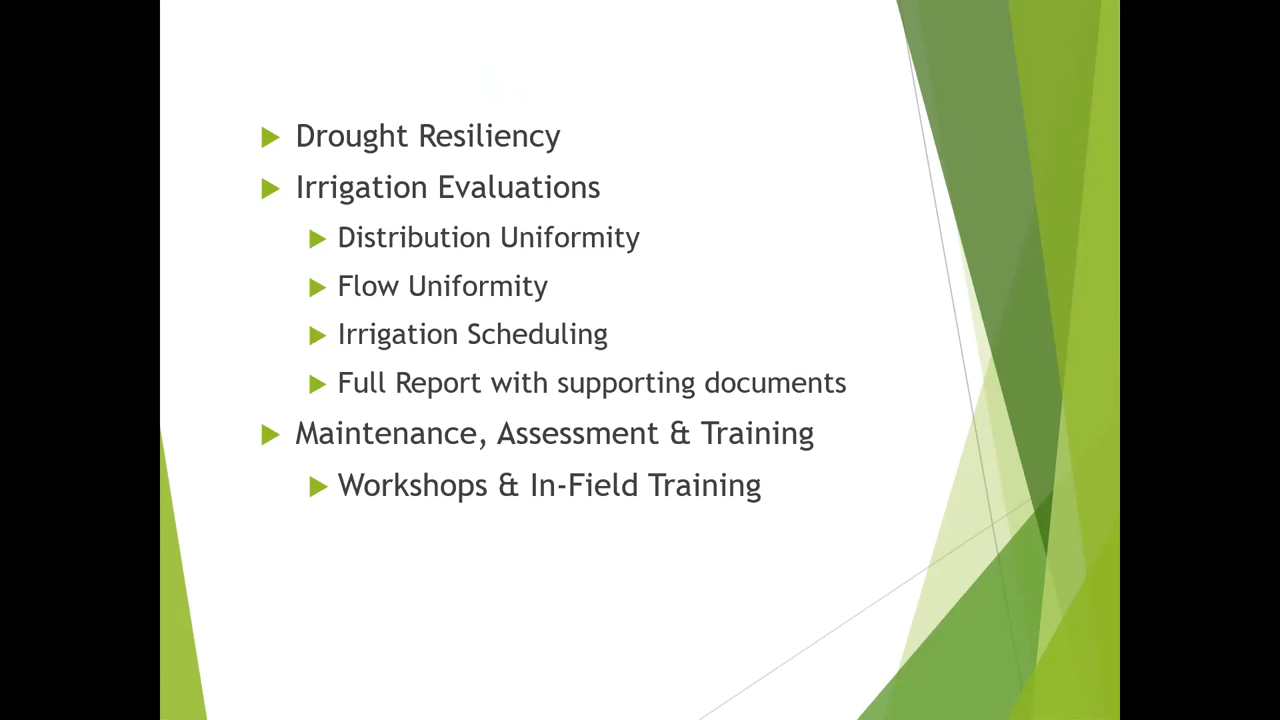 Drought Resiliency
Irrigation Evaluations
Distribution Uniformity
Flow Uniformity
Irrigation Scheduling
Full Report with supporting documents
Maintenance, Assessment & Training
Workshops & In-Field Training